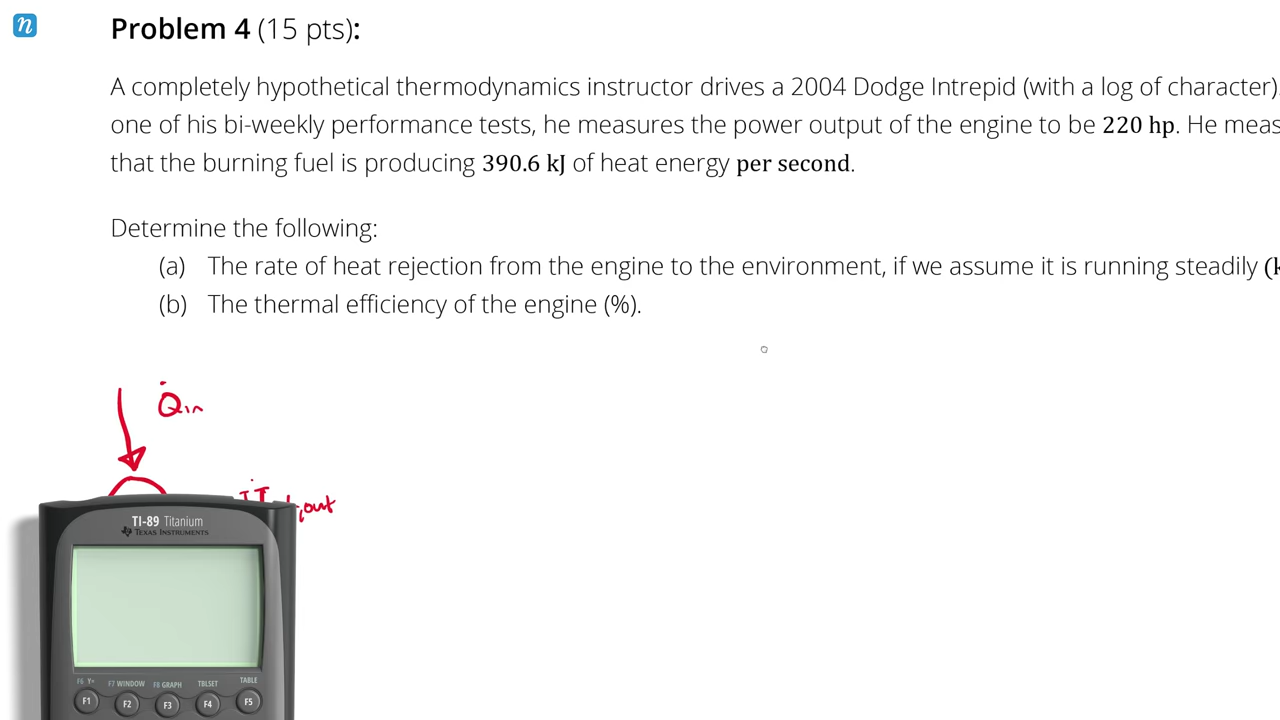 n
Problem 4 (15 pts):
A completely hypothetical thermodynamics instructor drives a 2004 Dodge Intrepid (with a log of character).
one of his bi-weekly performance tests, he measures the power output of the engine to be 220 hp. He meas
that the burning fuel is producing 390.6 kJ of heat energy per second.
Determine the following:
(a) The rate of heat rejection from the engine to the environment, if we assume it is running steadily (k
(b) The thermal efficiency of the engine (%).
Q̇in
,out
TI-89 Titanium
TEXAS INSTRUMENTS
F6 Y= F7 WINDOW F8 GRAPH TBLSET TABLE
F1 F2 F3 F4 F5